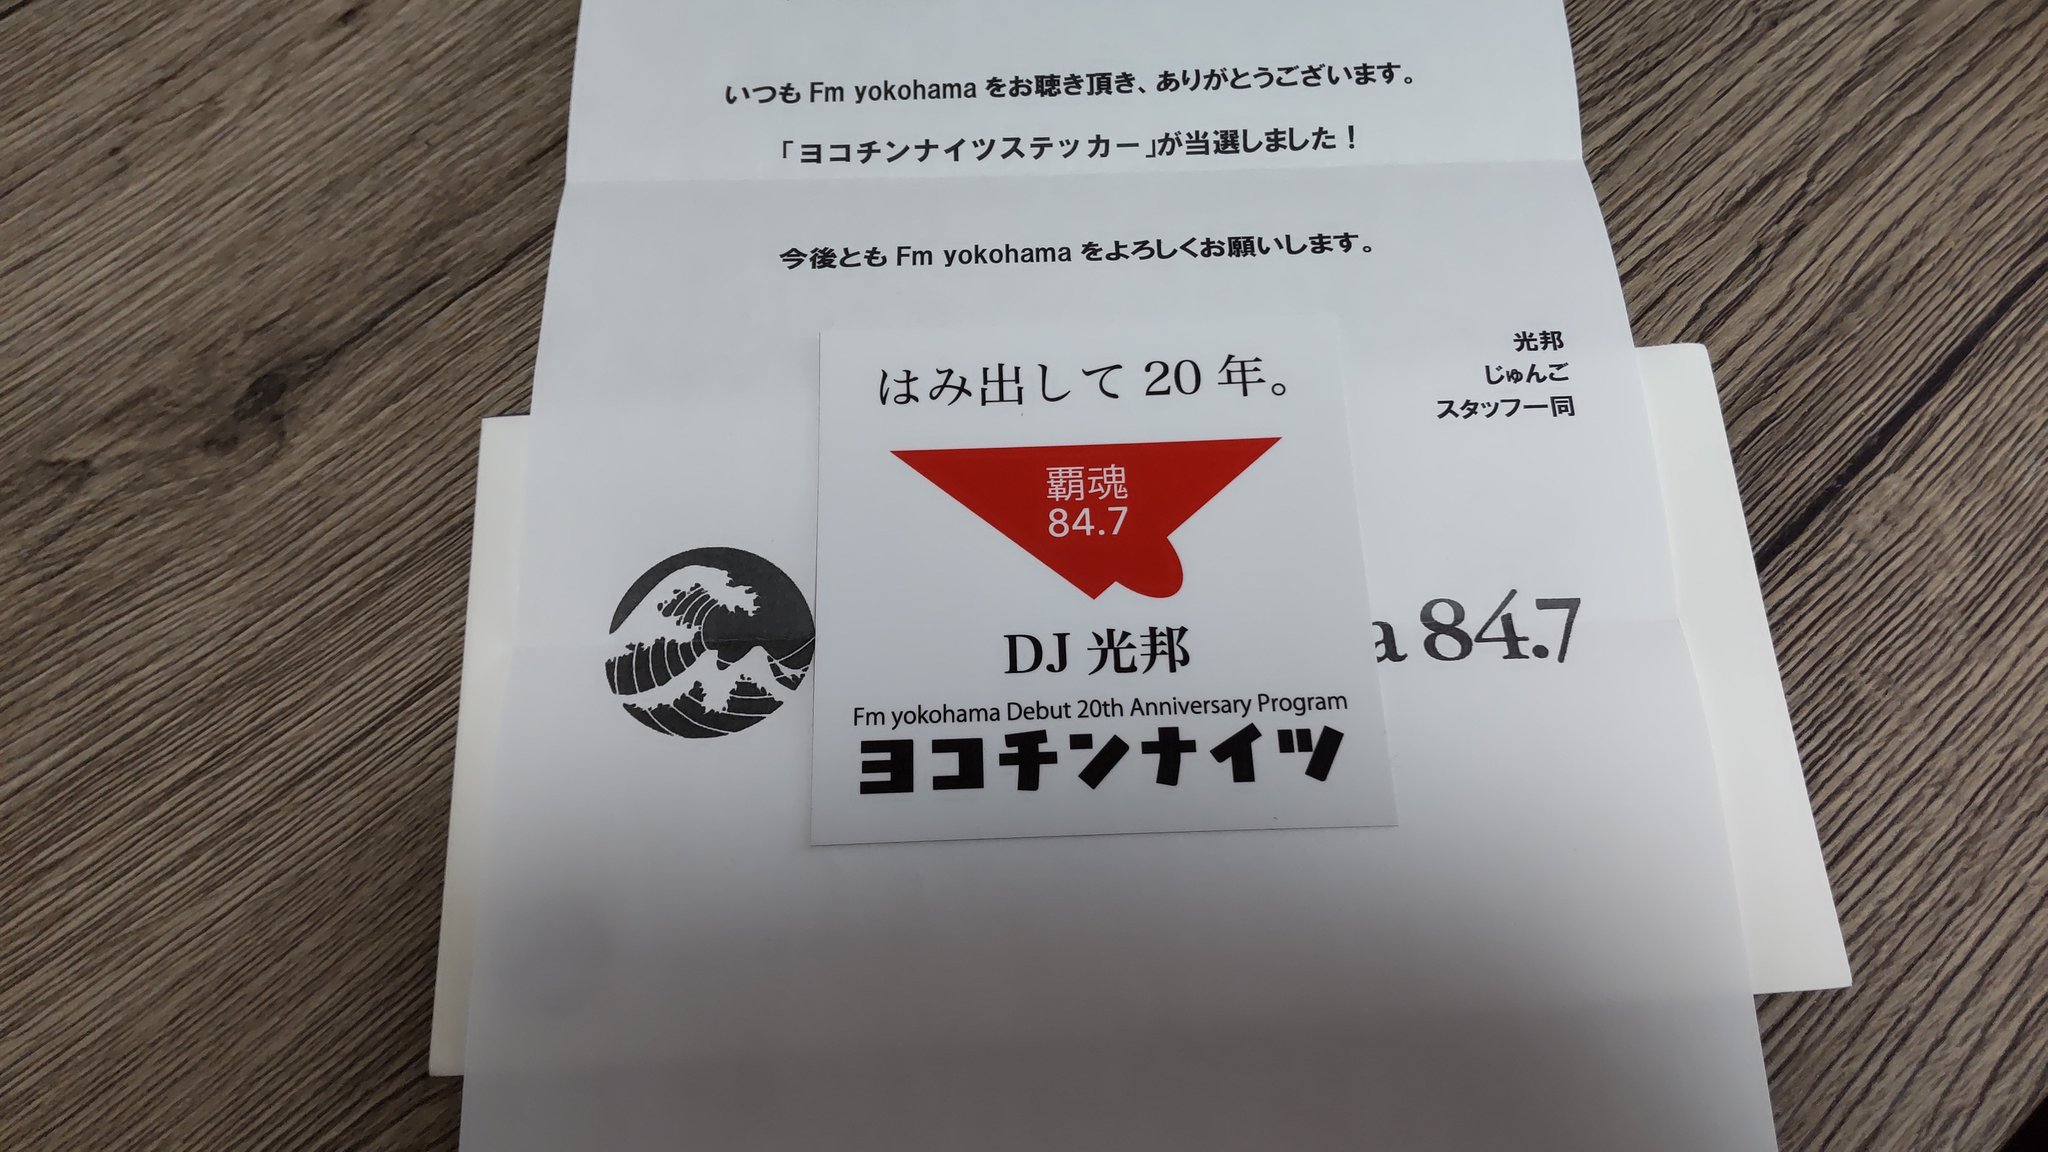 いつも Fm yokohama をお聴き頂き、ありがとうございます。
「ヨコチンナイツステッカー」が当選しました！
今後とも Fm yokohama をよろしくお願いします。
光邦
じゅんご
スタッフ一同
はみ出して 20 年。
覇魂
84.7
DJ 光邦
Fm yokohama Debut 20th Anniversary Program
ヨコチンナイツ
a 84.7